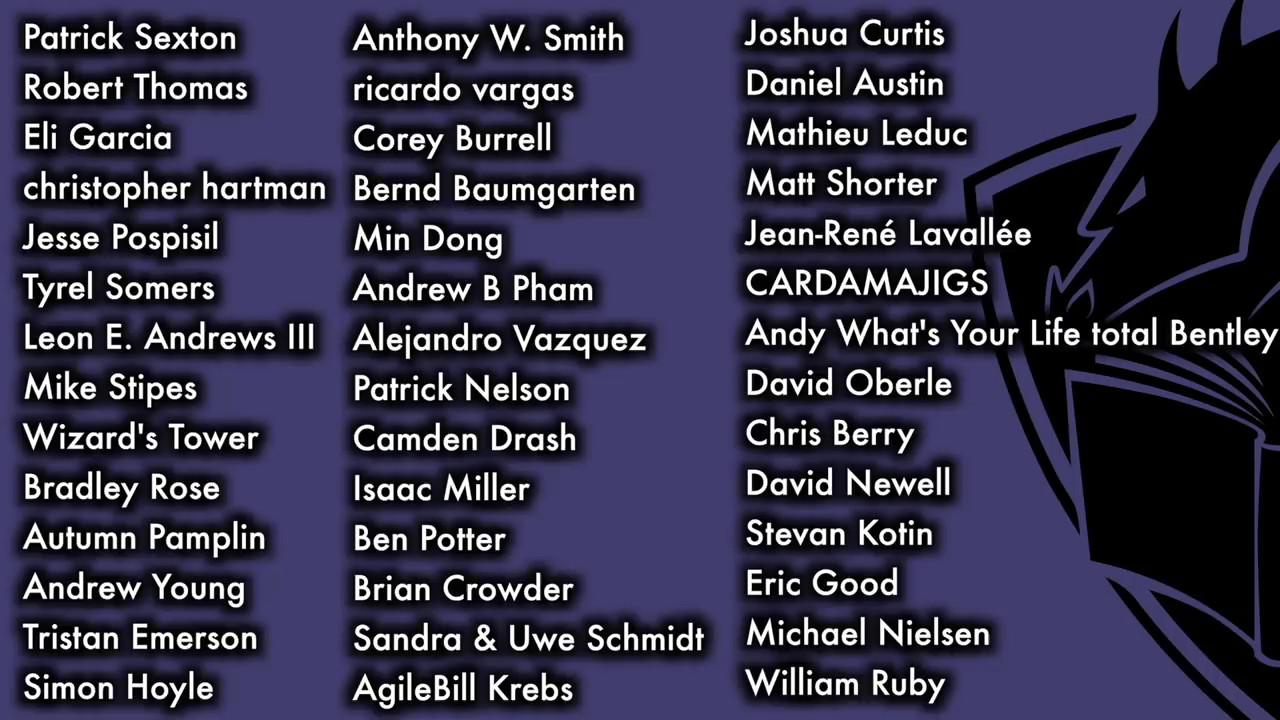 Patrick Sexton
Robert Thomas
Eli Garcia
christopher hartman
Jesse Pospisil
Tyrel Somers
Leon E. Andrews III
Mike Stipes
Wizard's Tower
Bradley Rose
Autumn Pamplin
Andrew Young
Tristan Emerson
Simon Hoyle
Anthony W. Smith
ricardo vargas
Corey Burrell
Bernd Baumgarten
Min Dong
Andrew B Pham
Alejandro Vazquez
Patrick Nelson
Camden Drash
Isaac Miller
Ben Potter
Brian Crowder
Sandra & Uwe Schmidt
AgileBill Krebs
Joshua Curtis
Daniel Austin
Mathieu Leduc
Matt Shorter
Jean-René Lavallée
CARDAMAJIGS
Andy What's Your Life total Bentley
David Oberle
Chris Berry
David Newell
Stevan Kotin
Eric Good
Michael Nielsen
William Ruby